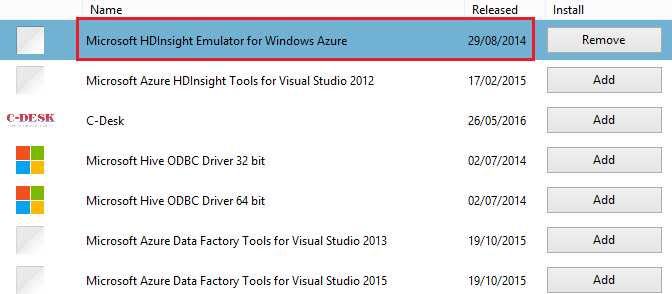 Name Released Install
Microsoft HDInsight Emulator for Windows Azure 29/08/2014 Remove
Microsoft Azure HDInsight Tools for Visual Studio 2012 17/02/2015 Add
C-DESK C-Desk 26/05/2016 Add
Microsoft Hive ODBC Driver 32 bit 02/07/2014 Add
Microsoft Hive ODBC Driver 64 bit 02/07/2014 Add
Microsoft Azure Data Factory Tools for Visual Studio 2013 19/10/2015 Add
Microsoft Azure Data Factory Tools for Visual Studio 2015 19/10/2015 Add